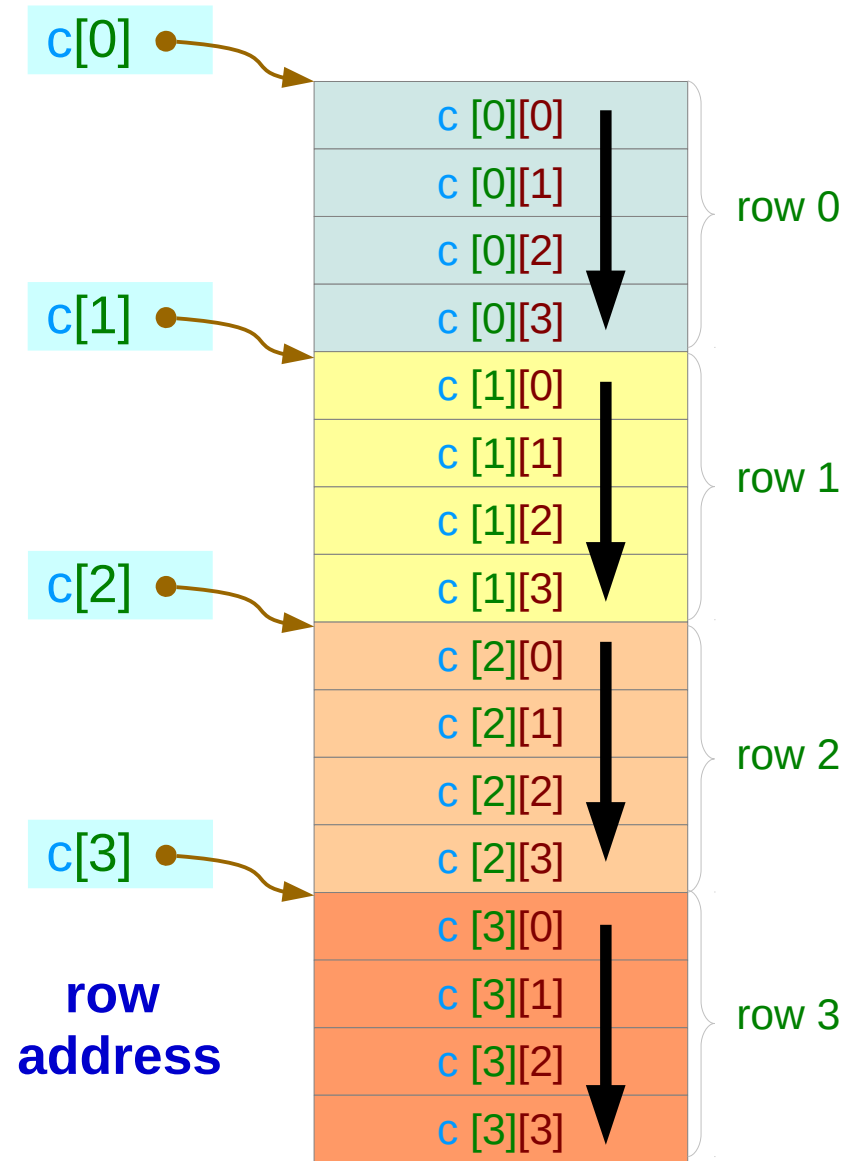 c[0]
c [0][0]
c [0][1]
c [0][2]
c [0][3]
row 0
c[1]
c [1][0]
c [1][1]
c [1][2]
c [1][3]
row 1
c[2]
c [2][0]
c [2][1]
c [2][2]
c [2][3]
row 2
c[3]
c [3][0]
c [3][1]
c [3][2]
c [3][3]
row 3
row
address